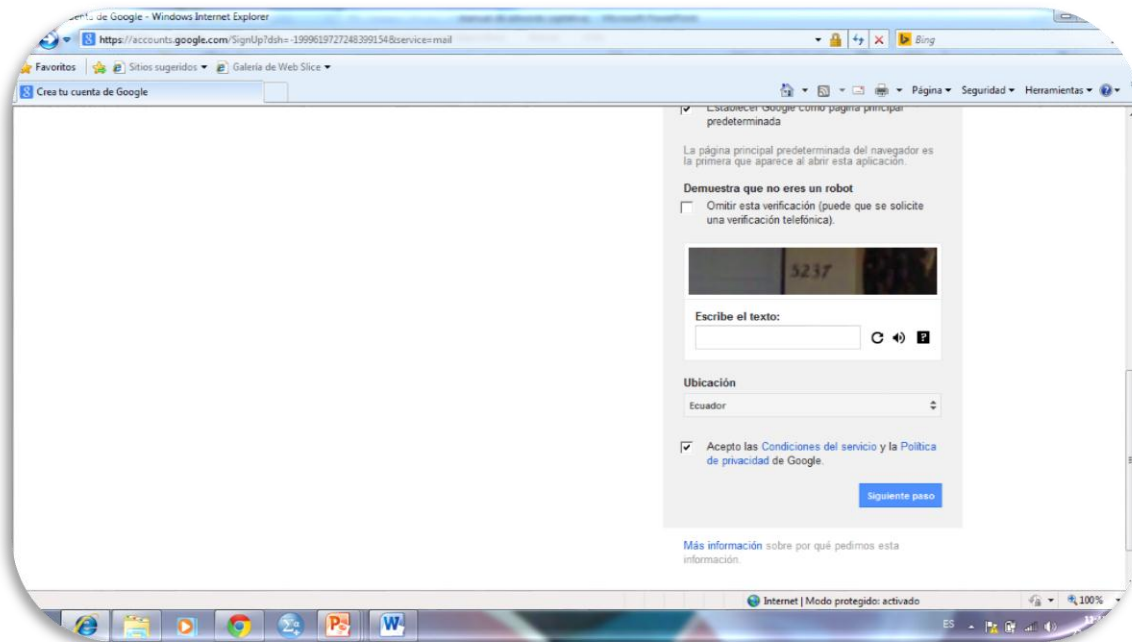 enta de Google - Windows Internet Explorer
https://accounts.google.com/SignUp?dsh=-1999619727248399154&service=mail
Bing
Favoritos
Sitios sugeridos
Galería de Web Slice
Crea tu cuenta de Google
Página
Seguridad
Herramientas
Establecer Google como página principal
predeterminada
La página principal predeterminada del navegador es
la primera que aparece al abrir esta aplicación.
Demuestra que no eres un robot
Omitir esta verificación (puede que se solicite
una verificación telefónica).
5237
Escribe el texto:
Ubicación
Ecuador
Acepto las Condiciones del servicio y la Política
de privacidad de Google.
Siguiente paso
Más información sobre por qué pedimos esta
información.
Internet | Modo protegido: activado
100%
ES